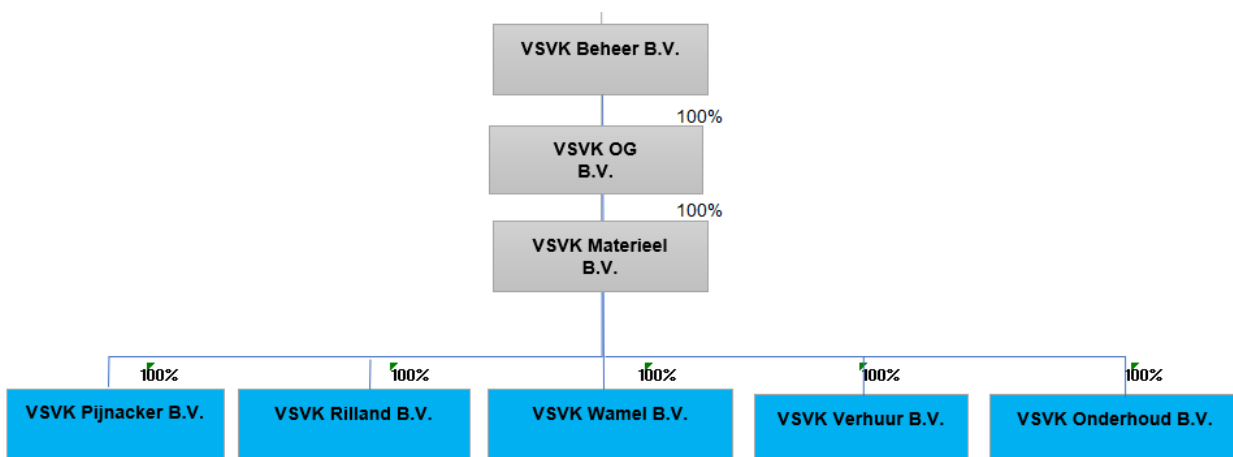 VSVK Beheer B.V.
100%
VSVK OG
B.V.
100%
VSVK Materieel
B.V.
100%
100%
100%
100%
100%
VSVK Pijnacker B.V.
VSVK Rilland B.V.
VSVK Wamel B.V.
VSVK Verhuur B.V.
VSVK Onderhoud B.V.